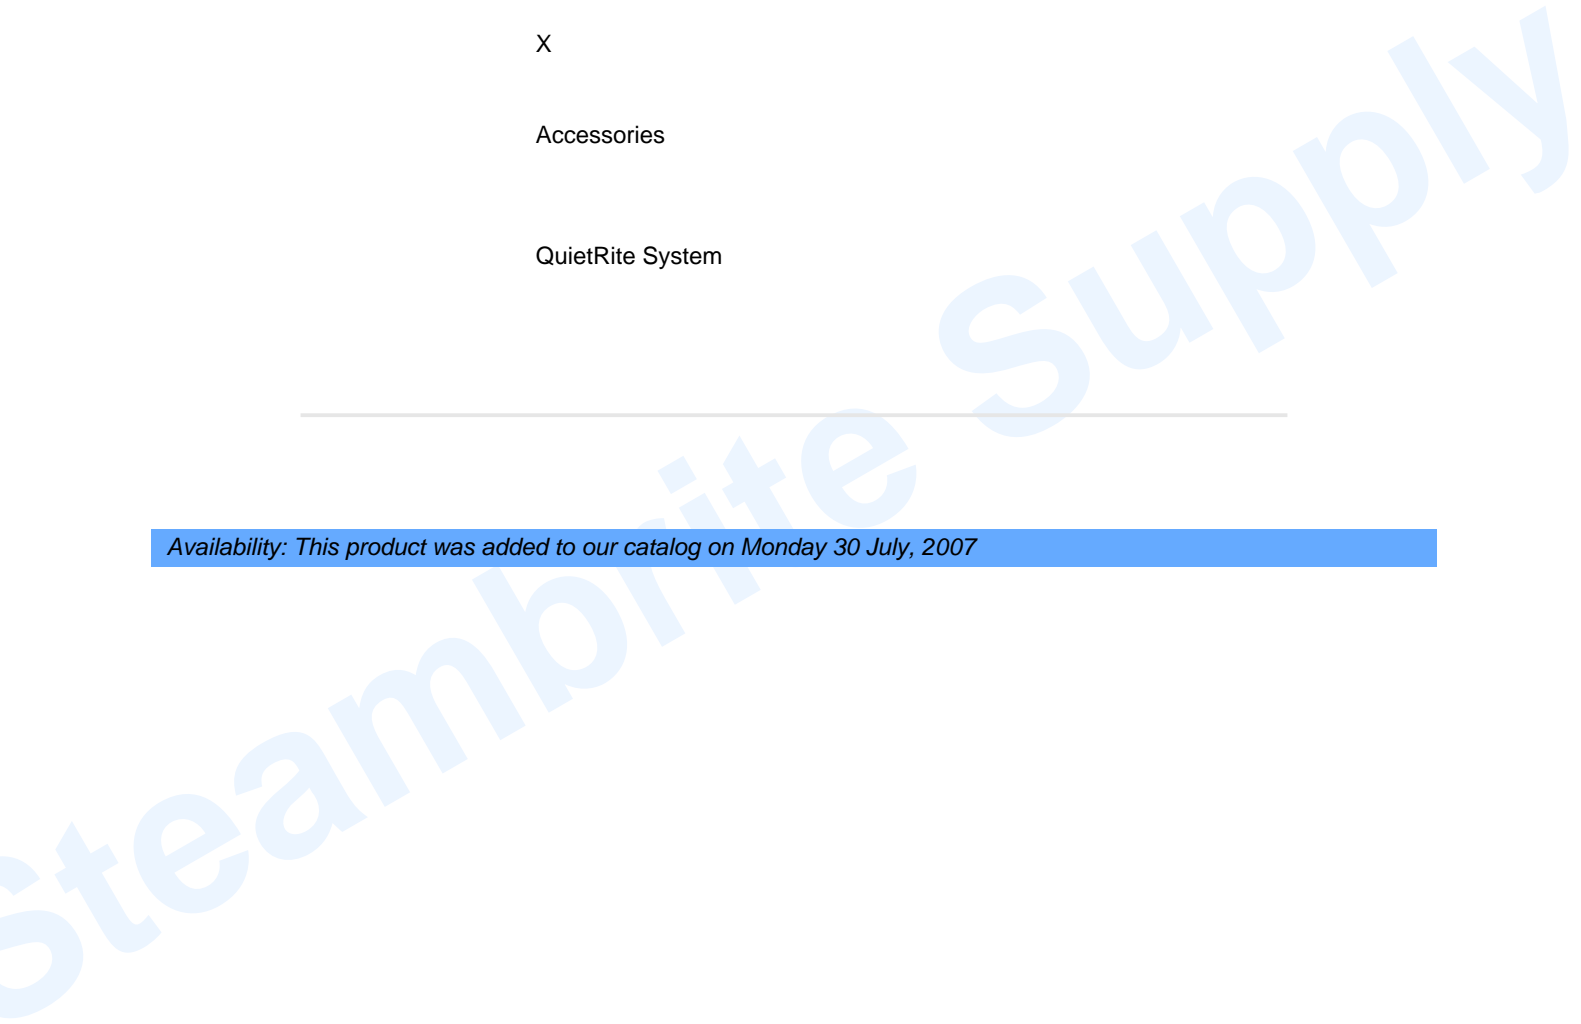 X
Accessories
QuietRite System
Availability: This product was added to our catalog on Monday 30 July, 2007
Steambrite Supply